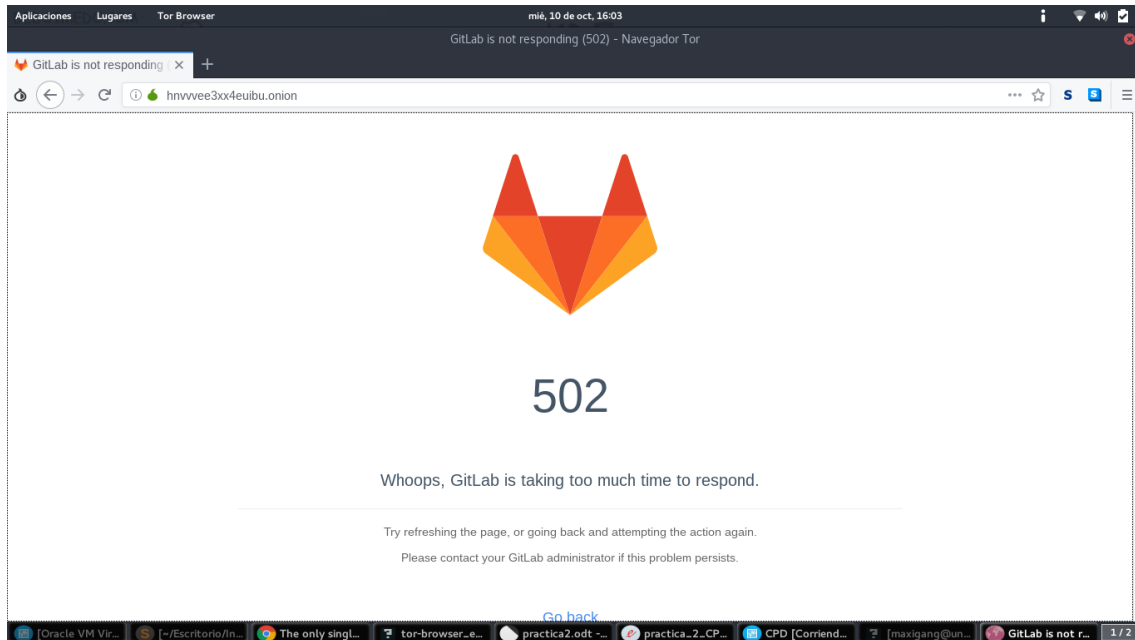 Aplicaciones Lugares Tor Browser mié, 10 de oct, 16:03
GitLab is not responding (502) - Navegador Tor
GitLab is not responding (
hnvvvee3xx4euibu.onion
502
Whoops, GitLab is taking too much time to respond.
Try refreshing the page, or going back and attempting the action again.
Please contact your GitLab administrator if this problem persists.
Go back
[Oracle VM Vir... [~/Escritorio/In... The only singl... tor-browser_e... practica2.odt -... practica_2_CP... CPD [Corriend... [maxigang@un... GitLab is not r... 1 / 2